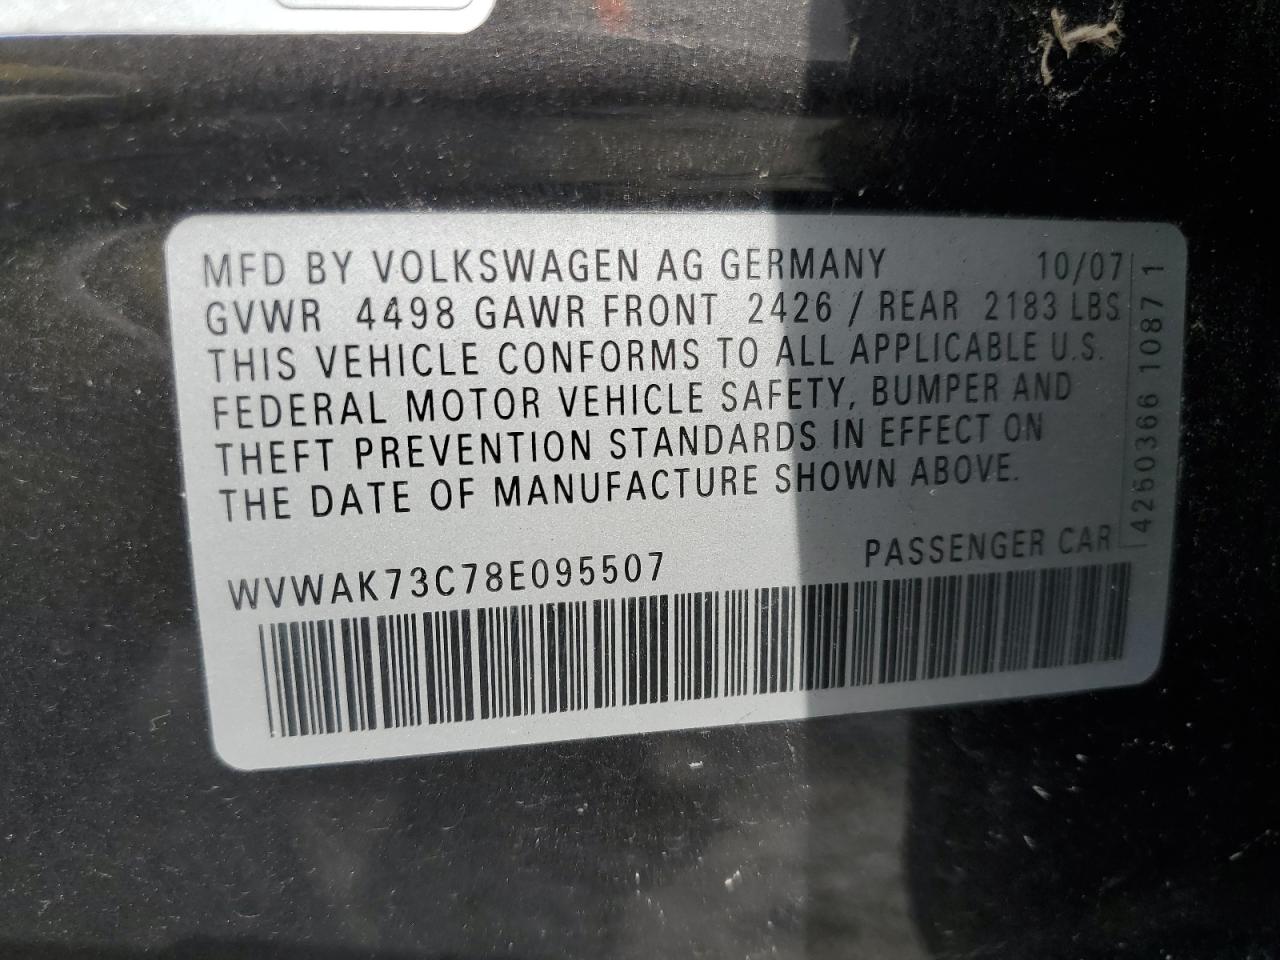 MFD BY VOLKSWAGEN AG GERMANY 10/07
GVWR 4498 GAWR FRONT 2426 / REAR 2183 LBS
THIS VEHICLE CONFORMS TO ALL APPLICABLE U.S.
FEDERAL MOTOR VEHICLE SAFETY, BUMPER AND
THEFT PREVENTION STANDARDS IN EFFECT ON
THE DATE OF MANUFACTURE SHOWN ABOVE.
PASSENGER CAR
WVWAK73C78E095507
4260366 1087 1